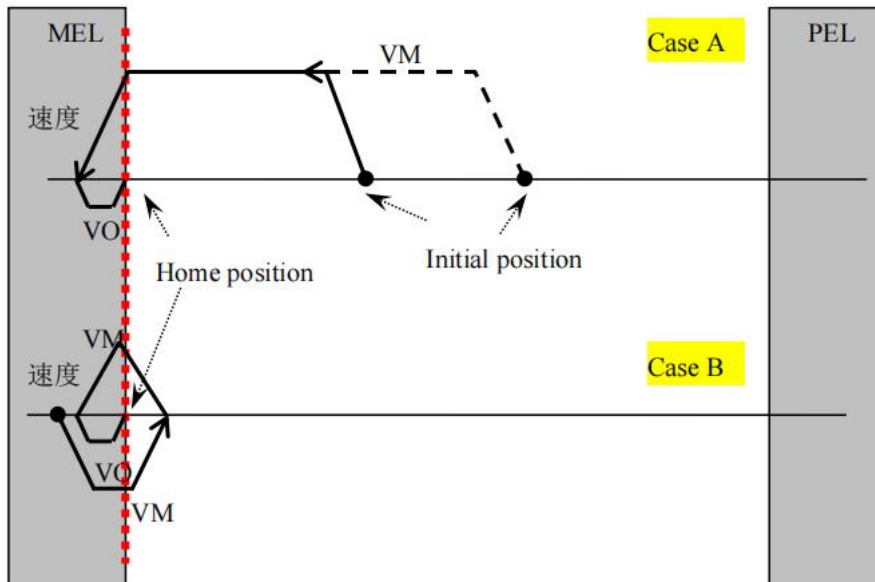 MEL
Case A
PEL
VM
速度
VO
Home position
Initial position
VM
速度
Case B
VO
VM